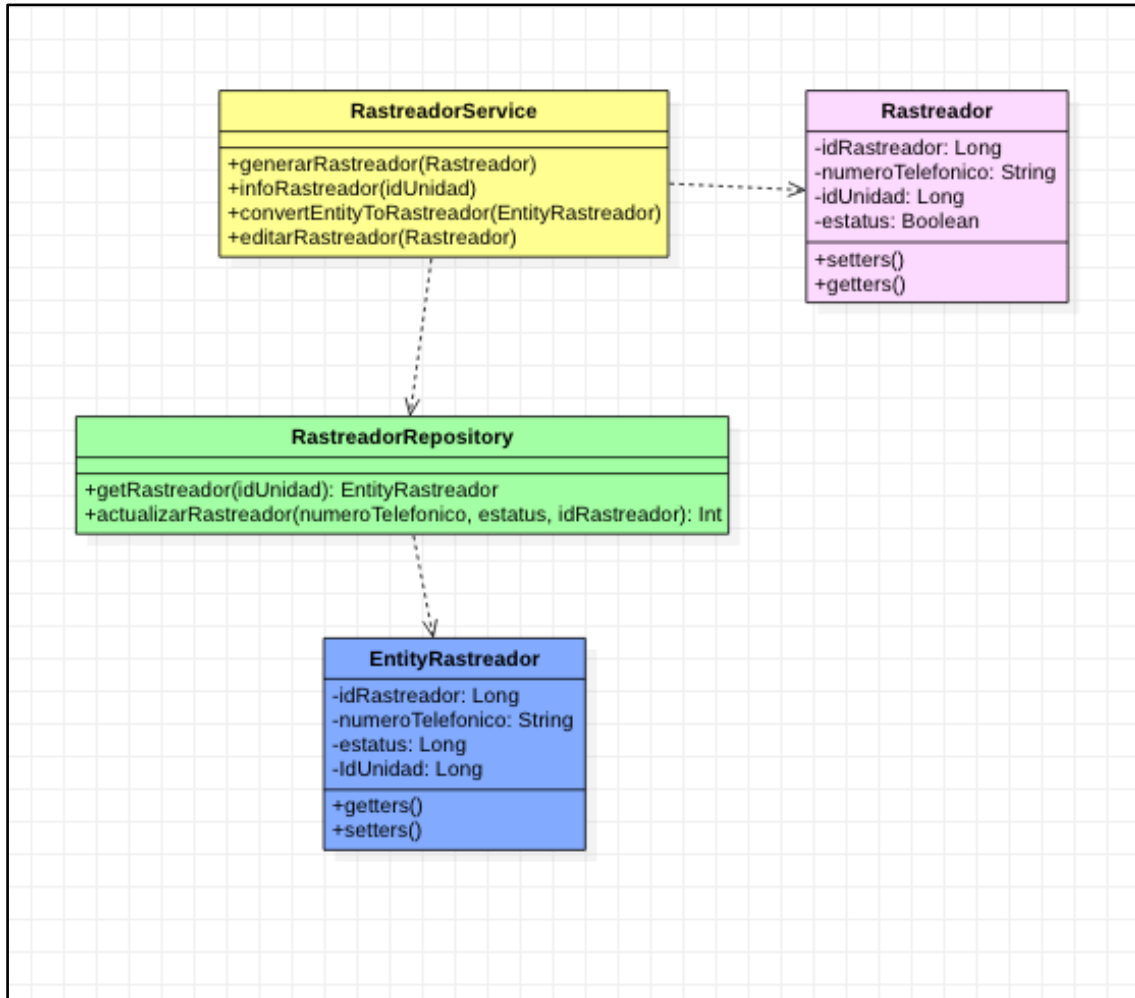 RastreadorService
+generarRastreador(Rastreador)
+infoRastreador(idUnidad)
+convertEntityToRastreador(EntityRastreador)
+editarRastreador(Rastreador)
Rastreador
-idRastreador: Long
-numeroTelefonico: String
-idUnidad: Long
-estatus: Boolean
+setters()
+getters()
RastreadorRepository
+getRastreador(idUnidad): EntityRastreador
+actualizarRastreador(numeroTelefonico, estatus, idRastreador): Int
EntityRastreador
-idRastreador: Long
-numeroTelefonico: String
-estatus: Long
-IdUnidad: Long
+getters()
+setters()